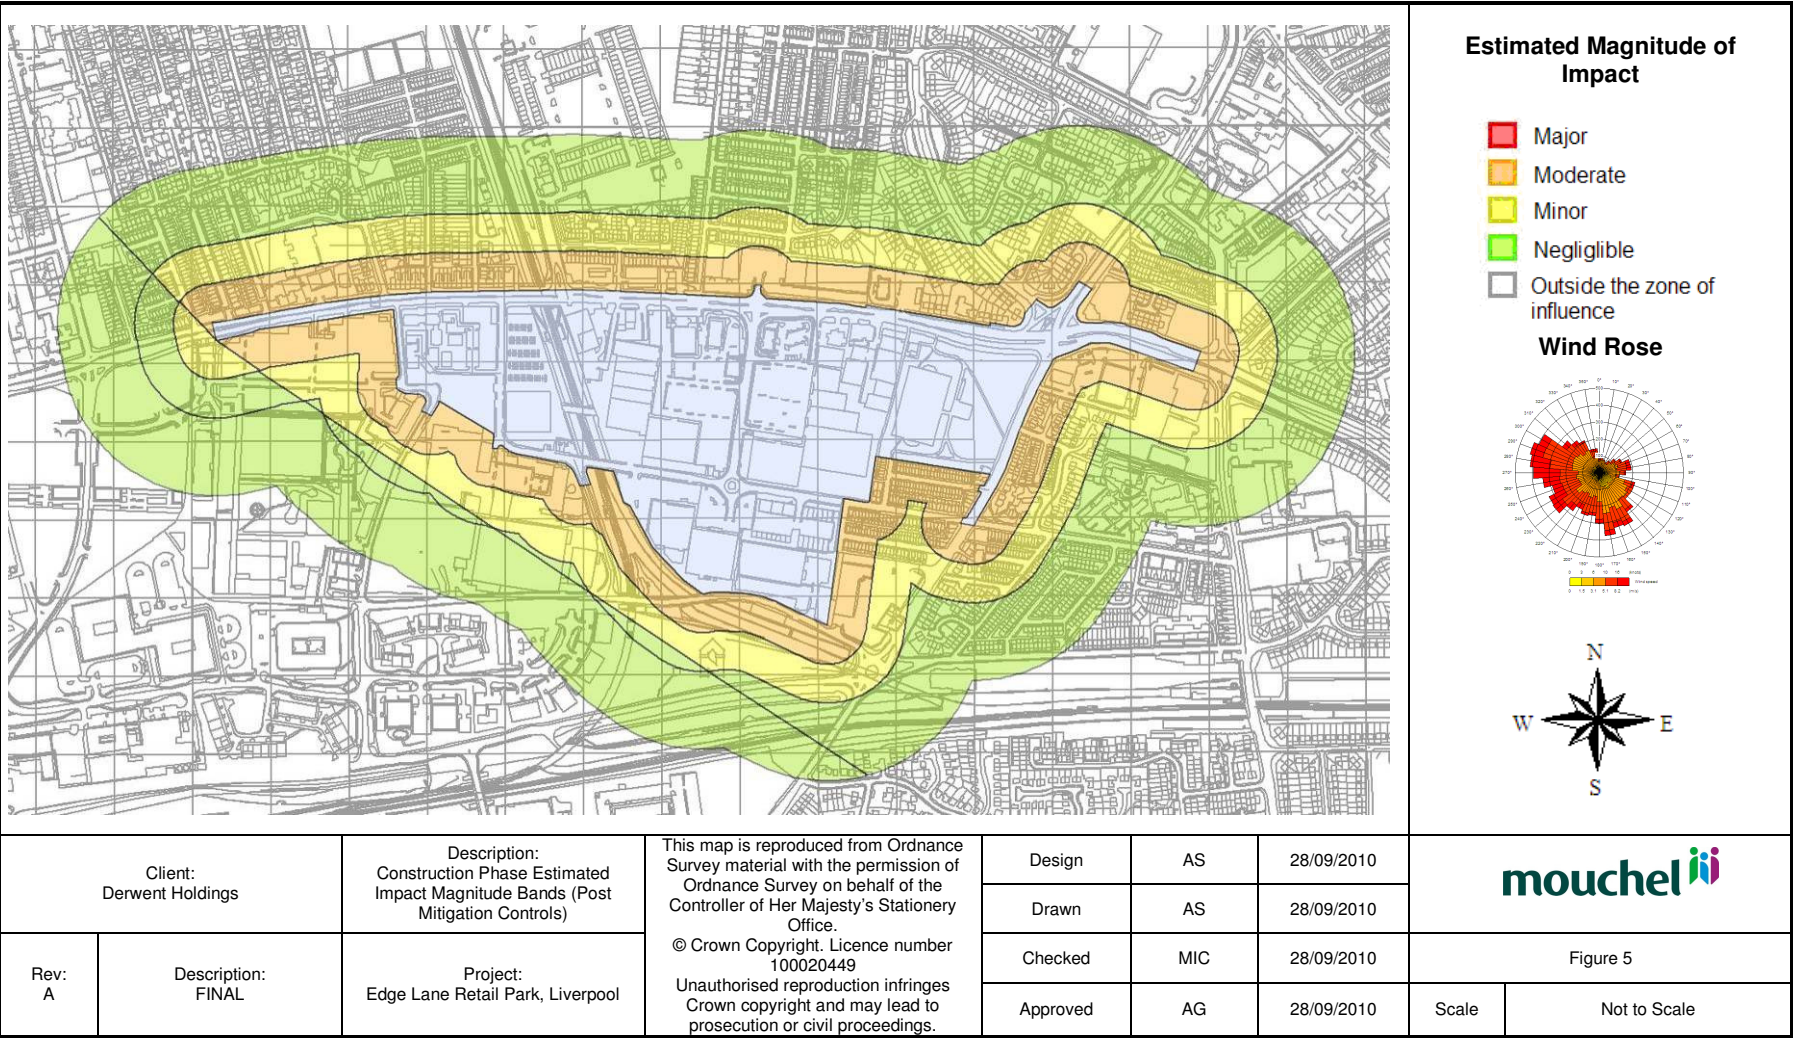 Estimated Magnitude of
Impact
Major
Moderate
Minor
Negliglible
Outside the zone of
influence
Wind Rose
N
W
E
S
Client:
Derwent Holdings
Description:
Construction Phase Estimated
Impact Magnitude Bands (Post
Mitigation Controls)
This map is reproduced from Ordnance
Survey material with the permission of
Ordnance Survey on behalf of the
Controller of Her Majesty's Stationery
Office.
© Crown Copyright. Licence number
100020449
Unauthorised reproduction infringes
Crown copyright and may lead to
prosecution or civil proceedings.
Design
AS
28/09/2010
Drawn
AS
28/09/2010
Checked
MIC
28/09/2010
Approved
AG
28/09/2010
mouchel
Rev:
A
Description:
FINAL
Project:
Edge Lane Retail Park, Liverpool
Figure 5
Scale
Not to Scale